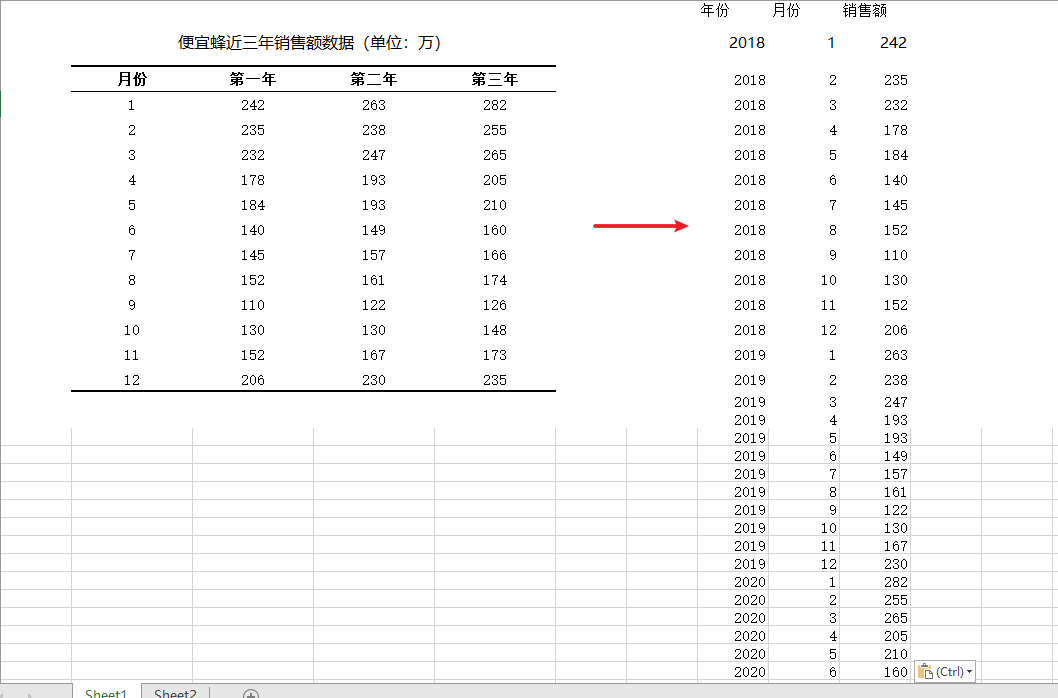 便宜蜂近三年销售额数据（单位：万）
月份 第一年 第二年 第三年
1 242 263 282
2 235 238 255
3 232 247 265
4 178 193 205
5 184 193 210
6 140 149 160
7 145 157 166
8 152 161 174
9 110 122 126
10 130 130 148
11 152 167 173
12 206 230 235
年份 月份 销售额
2018 1 242
2018 2 235
2018 3 232
2018 4 178
2018 5 184
2018 6 140
2018 7 145
2018 8 152
2018 9 110
2018 10 130
2018 11 152
2018 12 206
2019 1 263
2019 2 238
2019 3 247
2019 4 193
2019 5 193
2019 6 149
2019 7 157
2019 8 161
2019 9 122
2019 10 130
2019 11 167
2019 12 230
2020 1 282
2020 2 255
2020 3 265
2020 4 205
2020 5 210
2020 6 160
(Ctrl)
Sheet1 Sheet2